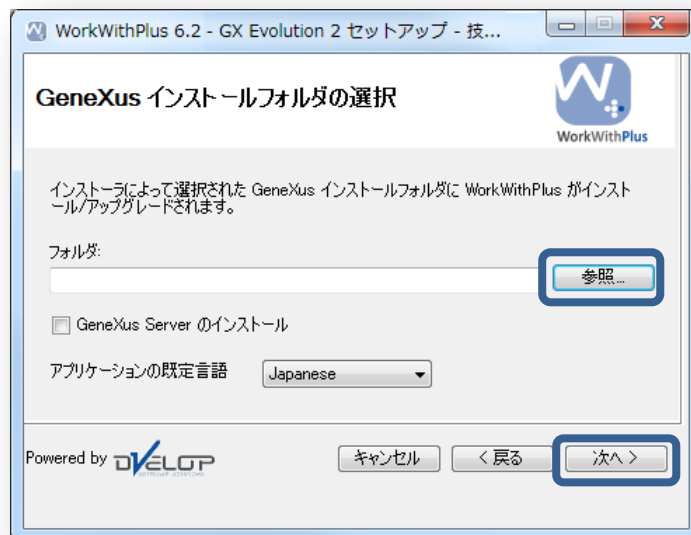 WorkWithPlus 6.2 - GX Evolution 2 セットアップ - 技...
GeneXus インストールフォルダの選択
WorkWithPlus
インストーラによって選択された GeneXus インストールフォルダに WorkWithPlus がインスト
ール/アップグレードされます。
フォルダ:
参照...
GeneXus Server のインストール
アプリケーションの既定言語
Japanese
Powered by DVELOP
キャンセル
< 戻る
次へ >